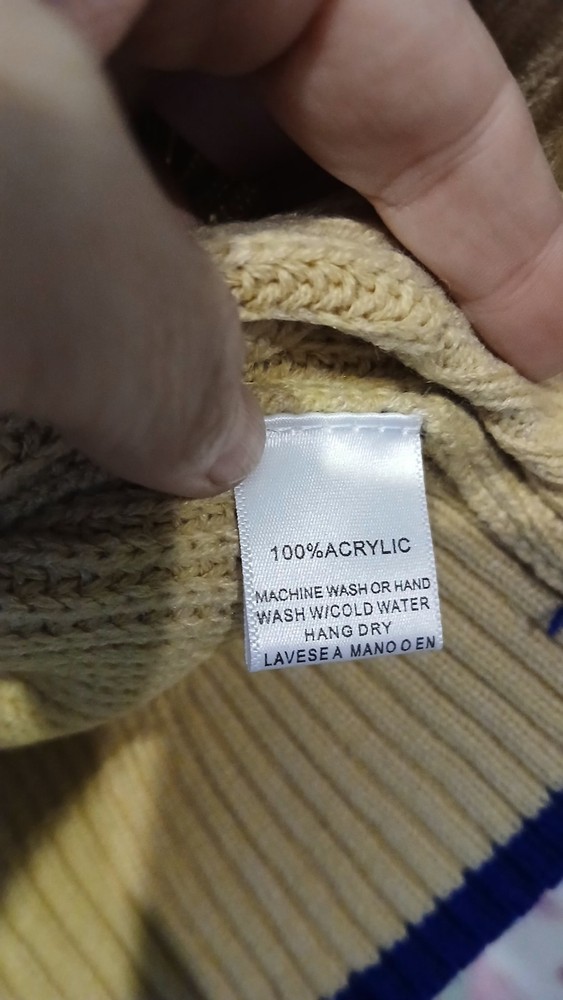 100%ACRYLIC
MACHINE WASH OR HAND
WASH W/COLD WATER
HANG DRY
LAVESE A MANO O EN